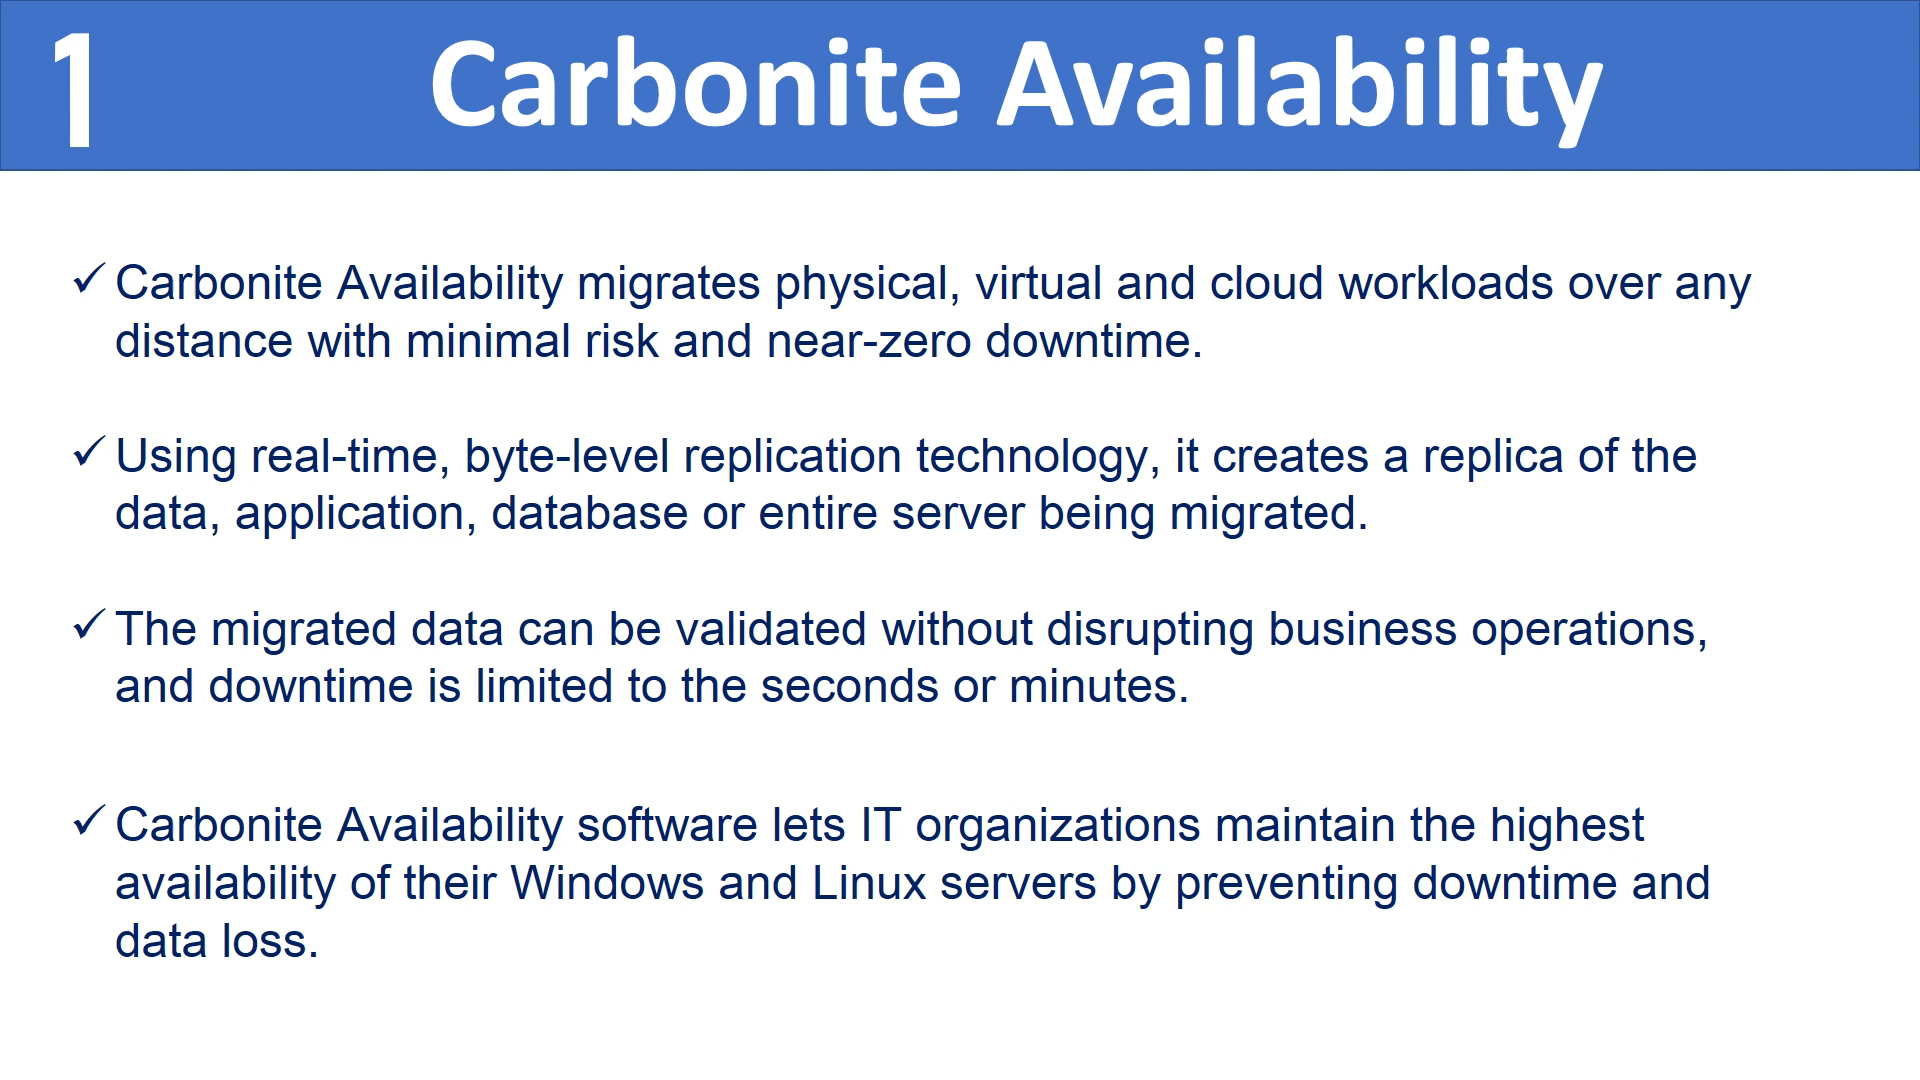 1 Carbonite Availability
✓ Carbonite Availability migrates physical, virtual and cloud workloads over any
distance with minimal risk and near-zero downtime.
✓ Using real-time, byte-level replication technology, it creates a replica of the
data, application, database or entire server being migrated.
✓ The migrated data can be validated without disrupting business operations,
and downtime is limited to the seconds or minutes.
✓ Carbonite Availability software lets IT organizations maintain the highest
availability of their Windows and Linux servers by preventing downtime and
data loss.